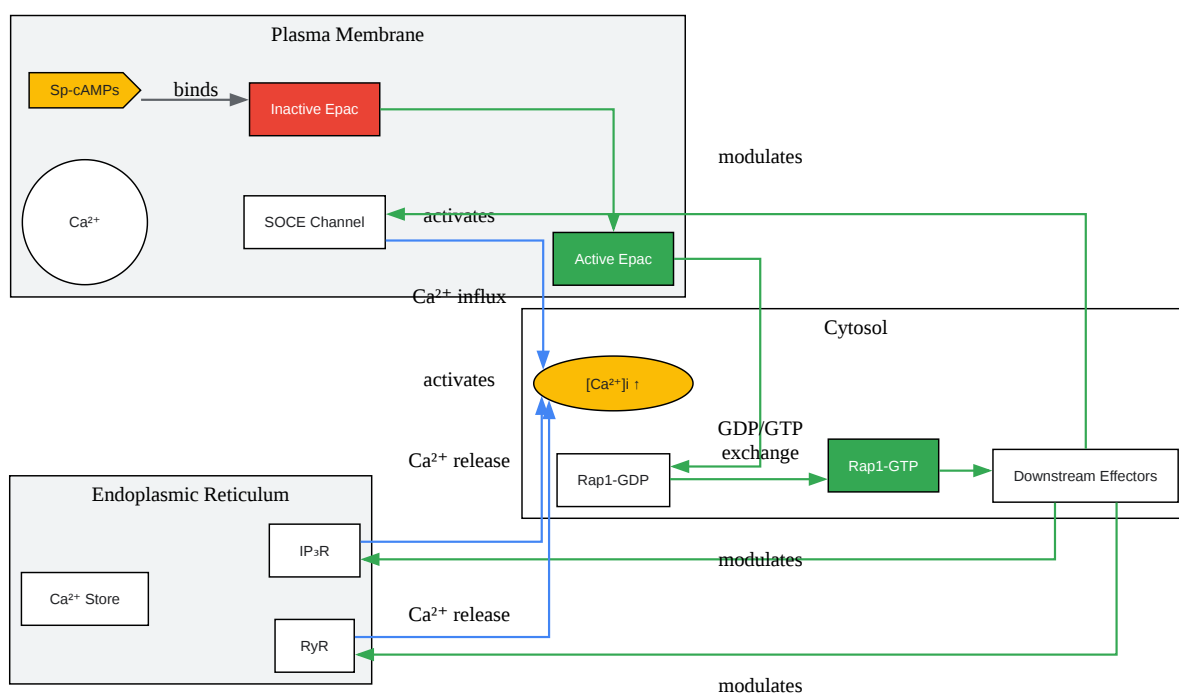 Plasma Membrane
Sp-cAMPs
binds
Inactive Epac
modulates
Ca²⁺
SOCE Channel
activates
Active Epac
Ca²⁺ influx
Cytosol
activates
[Ca²⁺]i ↑
GDP/GTP
exchange
Ca²⁺ release
Rap1-GDP
Rap1-GTP
Downstream Effectors
Endoplasmic Reticulum
IP₃R
modulates
Ca²⁺ Store
Ca²⁺ release
RyR
modulates